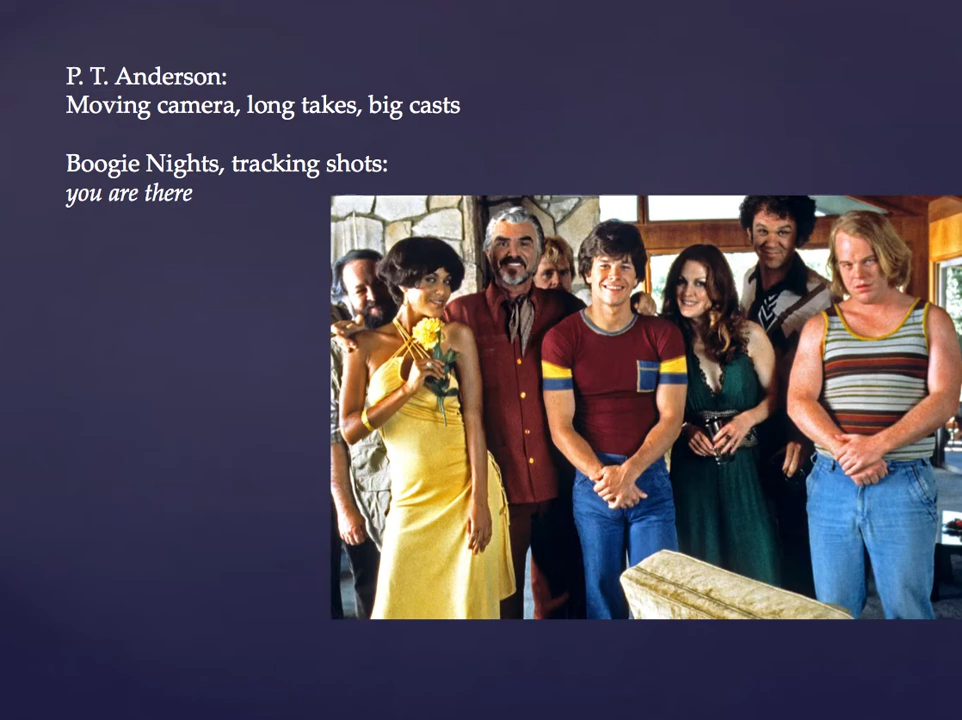 P. T. Anderson:
Moving camera, long takes, big casts
Boogie Nights, tracking shots:
you are there